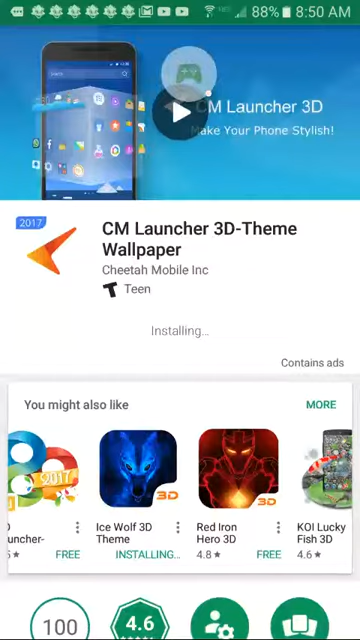 88% 8:50 AM
CM Launcher 3D
Make Your Phone Stylish!
2017
CM Launcher 3D-Theme
Wallpaper
Cheetah Mobile Inc
T Teen
Installing...
Contains ads
You might also like
MORE
2017
3D
3D
uncher-
FREE
Ice Wolf 3D
Theme
INSTALLING...
Red Iron
Hero 3D
4.8★ FREE
KOI Lucky
Fish 3D
4.6★
100
4.6